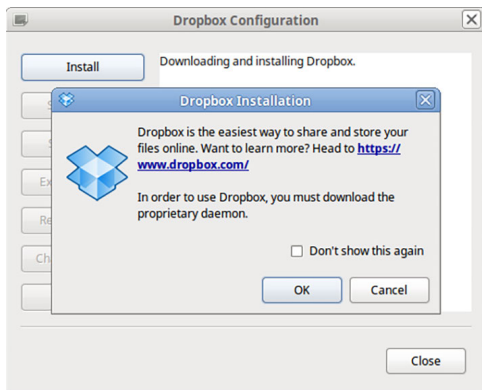 Dropbox Configuration
Install
Downloading and installing Dropbox.
Dropbox Installation
Dropbox is the easiest way to share and store your
files online. Want to learn more? Head to https://
www.dropbox.com/
In order to use Dropbox, you must download the
proprietary daemon.
Don't show this again
OK
Cancel
Close